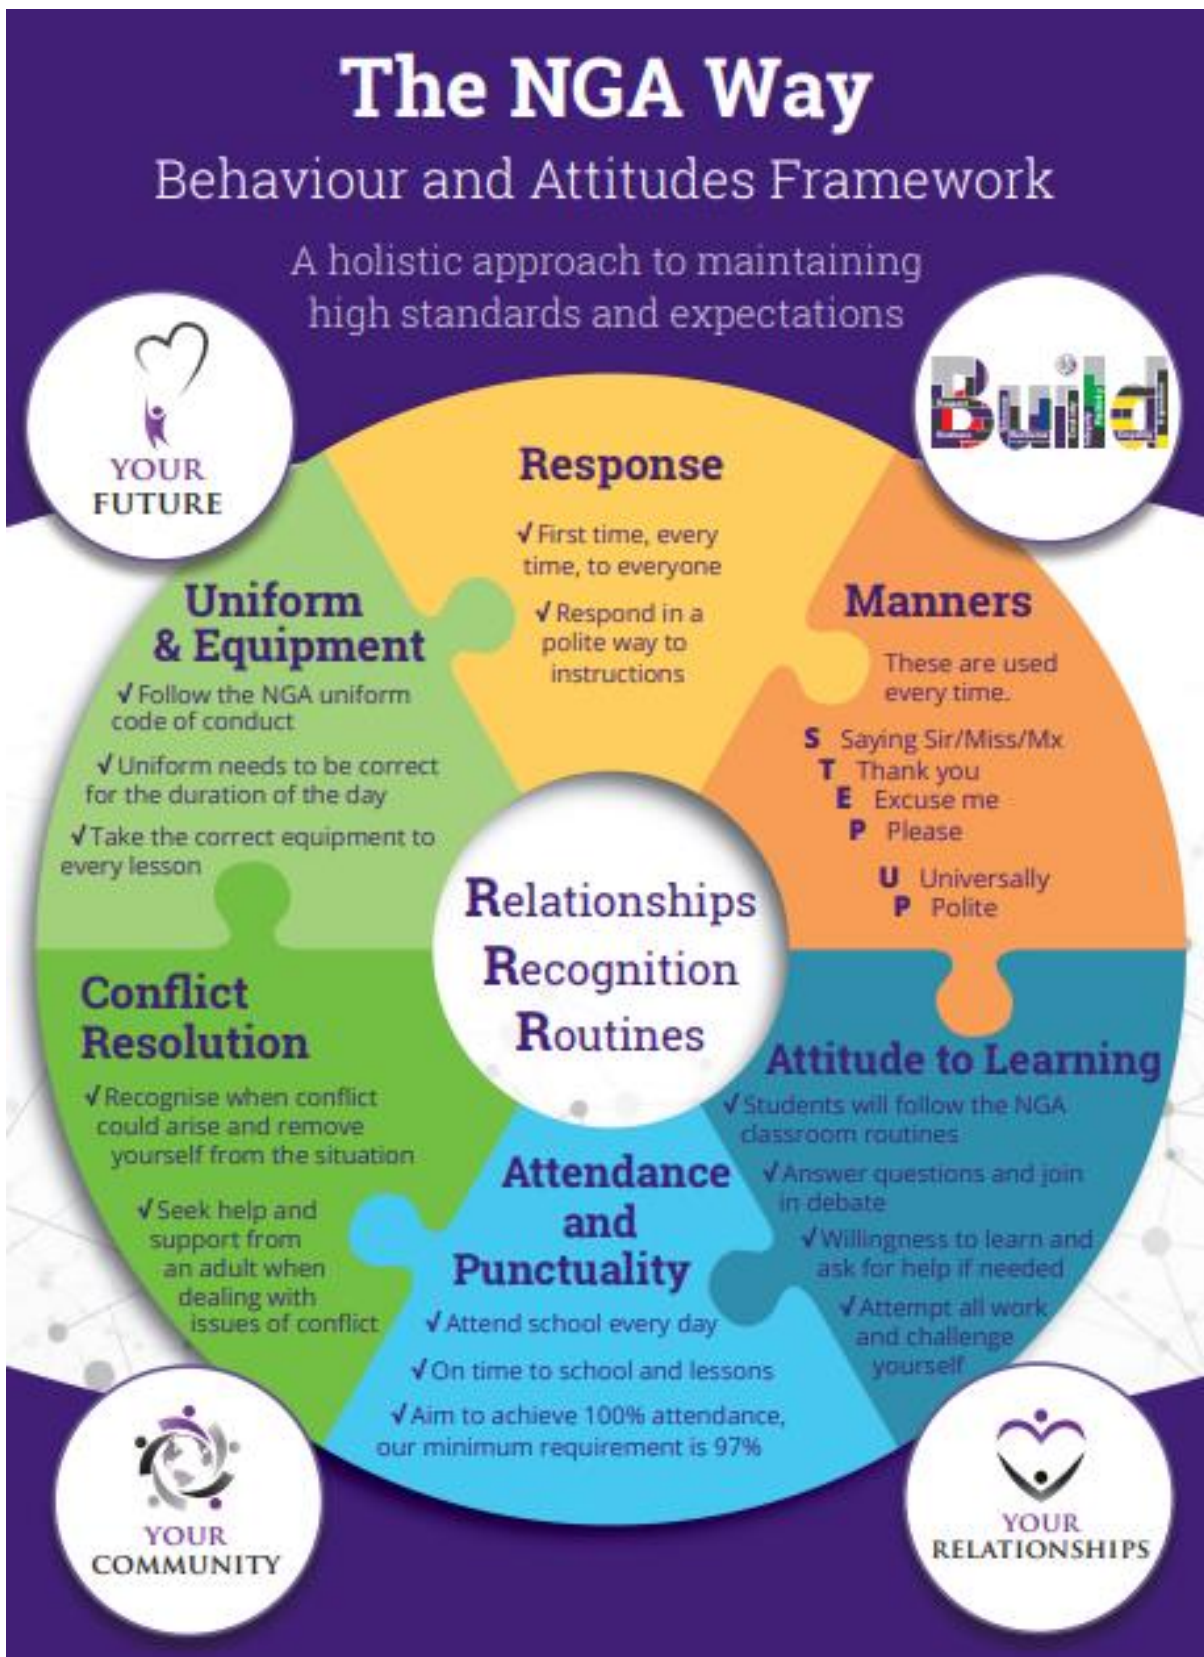 The NGA Way
Behaviour and Attitudes Framework
A holistic approach to maintaining
high standards and expectations
YOUR
FUTURE
Build
Response
√ First time, every
time, to everyone
√ Respond in a
polite way to
instructions
Manners
These are used
every time.
S Saying Sir/Miss/Mx
T Thank you
E Excuse me
P Please
U Universally
P Polite
Uniform
& Equipment
√ Follow the NGA uniform
code of conduct
√ Uniform needs to be correct
for the duration of the day
√ Take the correct equipment to
every lesson
Relationships
Recognition
Routines
Conflict
Resolution
√ Recognise when conflict
could arise and remove
yourself from the situation
√ Seek help and
support from
an adult when
dealing with
issues of conflict
Attitude to Learning
√ Students will follow the NGA
classroom routines
√ Answer questions and join
in debate
√ Willingness to learn and
ask for help if needed
√ Attempt all work
and challenge
yourself
Attendance
and
Punctuality
√ Attend school every day
√ On time to school and lessons
√ Aim to achieve 100% attendance,
our minimum requirement is 97%
YOUR
COMMUNITY
YOUR
RELATIONSHIPS